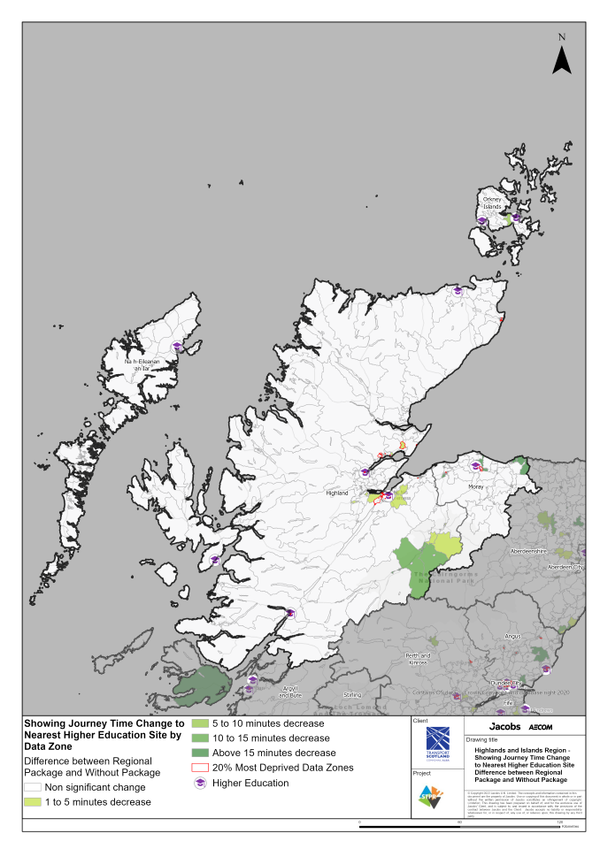 N
Orkney
Islands
Na h-Eileanan
an Iar
Highland
Moray
Aberdeenshire
Aberdeen City
The Cairngorms
National Park
Angus
Perth and
Kinross
Dundee City
Fife
Argyll
and Bute
Stirling
Showing Journey Time Change to
Nearest Higher Education Site by
Data Zone
Difference between Regional
Package and Without Package
Non significant change
1 to 5 minutes decrease
5 to 10 minutes decrease
10 to 15 minutes decrease
Above 15 minutes decrease
20% Most Deprived Data Zones
Higher Education
Client
TRANSPORT
SCOTLAND
Project
Jacobs AECOM
Drawing title
Highlands and Islands Region -
Showing Journey Time Change
to Nearest Higher Education Site
Difference between Regional
Package and Without Package